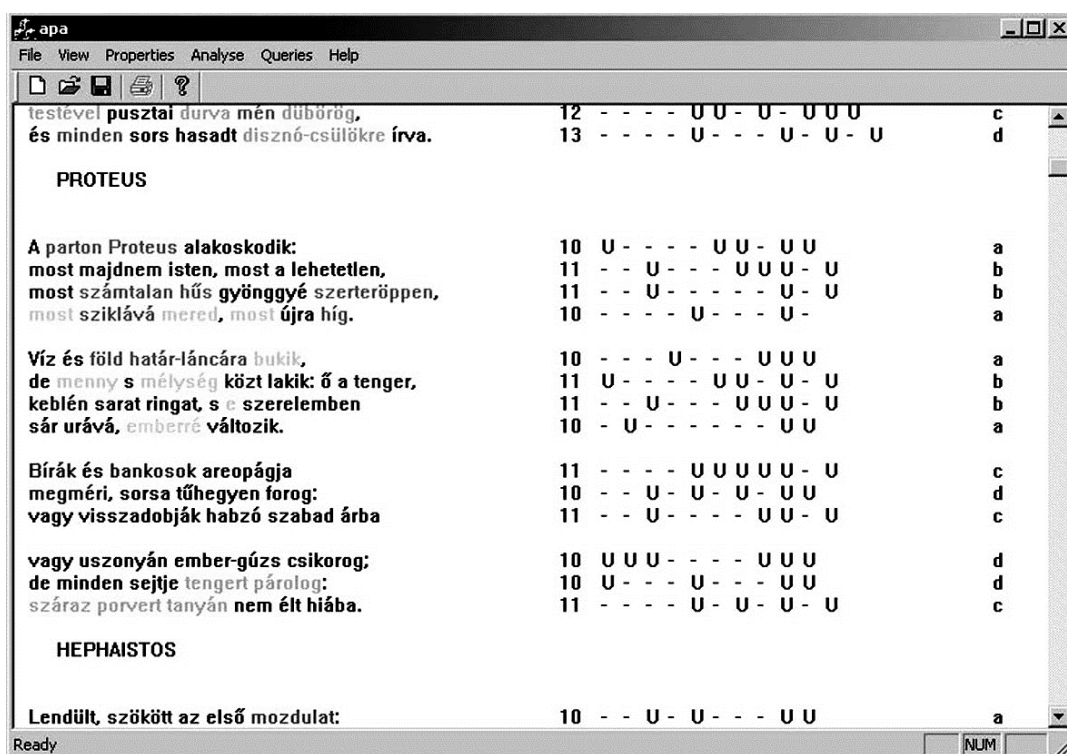 apa
File View Properties Analyse Queries Help
testével pusztai durva mén dübörög, 12 - - - - U U - U - U U U c
és minden sors hasadt disznó-csülökre írva. 13 - - - - U - - - U - U - U d
PROTEUS
A parton Proteus alakoskodik: 10 U - - - - U U - U U a
most majdnem isten, most a lehetetlen, 11 - - U - - - U U U - U b
most számtalan hűs gyönggyé szerteröppen, 11 - - U - - - - - U - U b
most sziklává mered, most újra híg. 10 - - - - U - - - U - a
Víz és föld határ-láncára bukik, 10 - - - U - - - U U U a
de menny s mélység közt lakik: ő a tenger, 11 U - - - - U U - U - U b
keblén sarat ringat, s e szerelemben 11 - - U - - - U U U - U b
sár urává, emberré változik. 10 - U - - - - - - U U a
Bírák és bankosok areopágja 11 - - - - U U U U U - U c
megméri, sorsa tűhegyen forog: 10 - - U - U - U - U U d
vagy visszadobják habzó szabad árba 11 - - U - - - - U U - U c
vagy uszonyán ember-gúzs csikorog; 10 U U U - - - - U U U d
de minden sejtje tengert párolog: 10 U - - - U - - - U U d
száraz porvert tanyán nem élt hiába. 11 - - - - U - U - U - U c
HEPHAISTOS
Lendült, szökött az első mozdulat: 10 - - U - U - - - U U a
Ready NUM